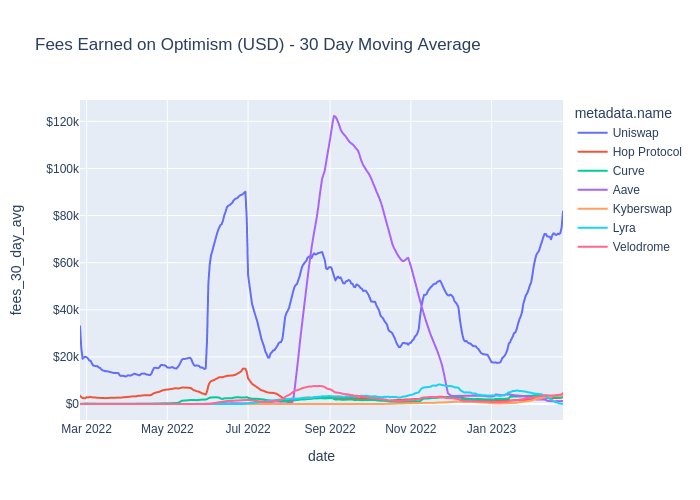 Fees Earned on Optimism (USD) - 30 Day Moving Average
metadata.name
Uniswap
Hop Protocol
Curve
Aave
Kyberswap
Lyra
Velodrome
fees_30_day_avg
$120k
$100k
$80k
$60k
$40k
$20k
$0
Mar 2022
May 2022
Jul 2022
Sep 2022
Nov 2022
Jan 2023
date